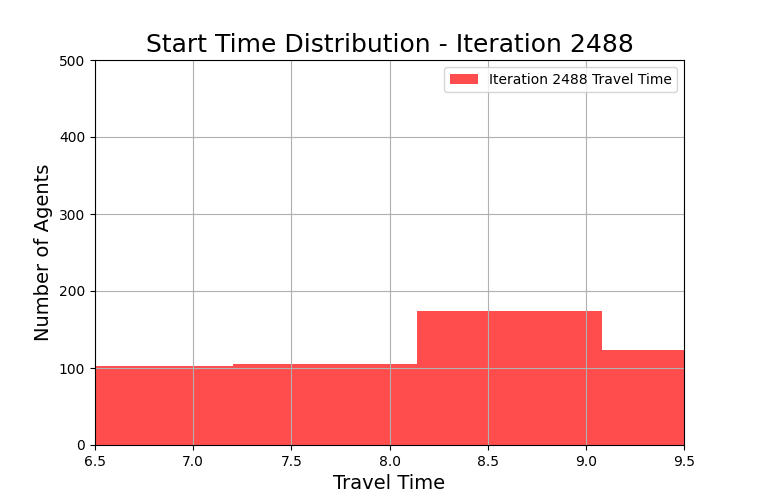 Start Time Distribution - Iteration 2488
Iteration 2488 Travel Time
Number of Agents
500
400
300
200
100
0
6.5 7.0 7.5 8.0 8.5 9.0 9.5
Travel Time